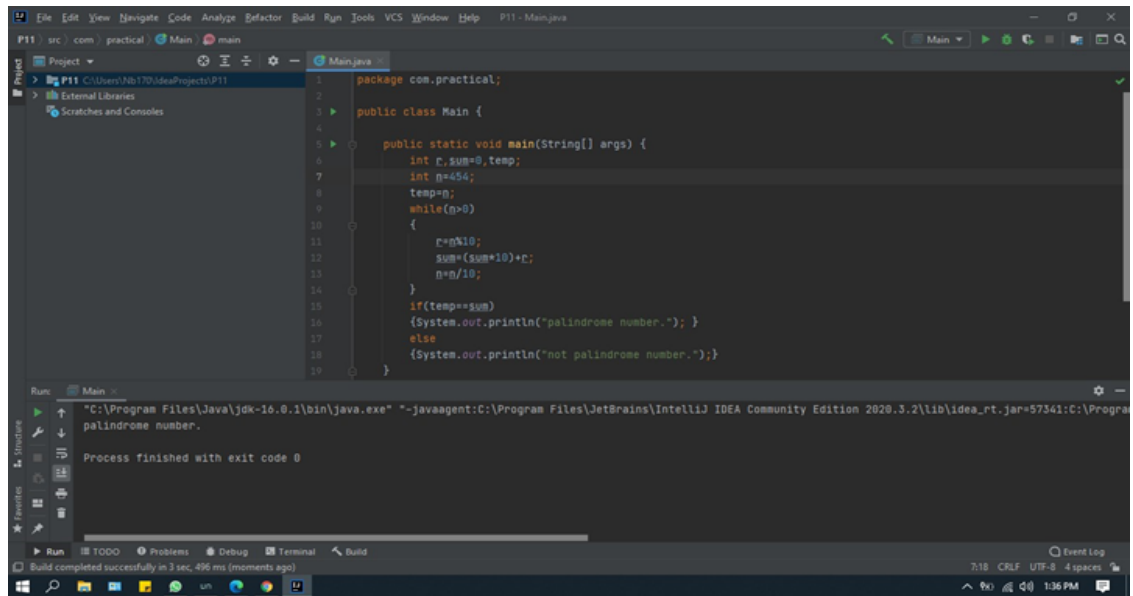 File Edit View Navigate Code Analyze Refactor Build Run Tools VCS Window Help P11 - Main.java
P11 src com practical Main main
Main
Project
Main.java
P11 C:\Users\Nb170\IdeaProjects\P11
External Libraries
Scratches and Consoles
1 package com.practical;
2
3 public class Main {
4
5 public static void main(String[] args) {
6 int r,sum=0,temp;
7 int n=454;
8 temp=n;
9 while(n>0)
10 {
11 r=n%10;
12 sum=(sum*10)+r;
13 n=n/10;
14 }
15 if(temp==sum)
16 {System.out.println("palindrome number."); }
17 else
18 {System.out.println("not palindrome number.");}
19 }
Project
Structure
Favorites
Run: Main
"C:\Program Files\Java\jdk-16.0.1\bin\java.exe" "-javaagent:C:\Program Files\JetBrains\IntelliJ IDEA Community Edition 2020.3.2\lib\idea_rt.jar=57341:C:\Progra
palindrome number.
Process finished with exit code 0
Run TODO Problems Debug Terminal Build Event Log
Build completed successfully in 3 sec, 496 ms (moments ago) 7:18 CRLF UTF-8 4 spaces
un 1:36 PM